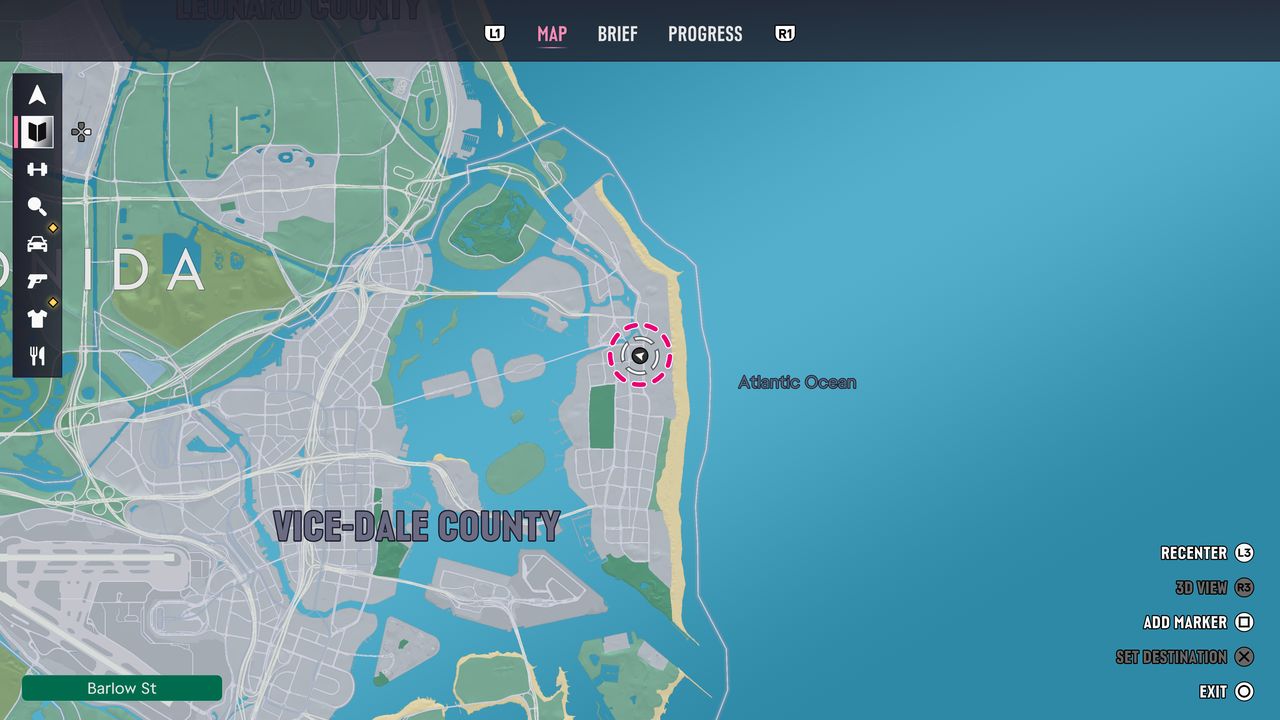 LEONARD COUNTY
L1 MAP BRIEF PROGRESS R1
ONIDA
Atlantic Ocean
VICE-DALE COUNTY
RECENTER L3
3D VIEW R3
ADD MARKER
SET DESTINATION
EXIT
Barlow St